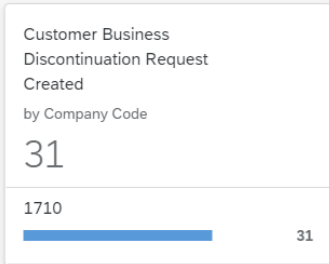 Customer Business
Discontinuation Request
Created
by Company Code
31
1710
31